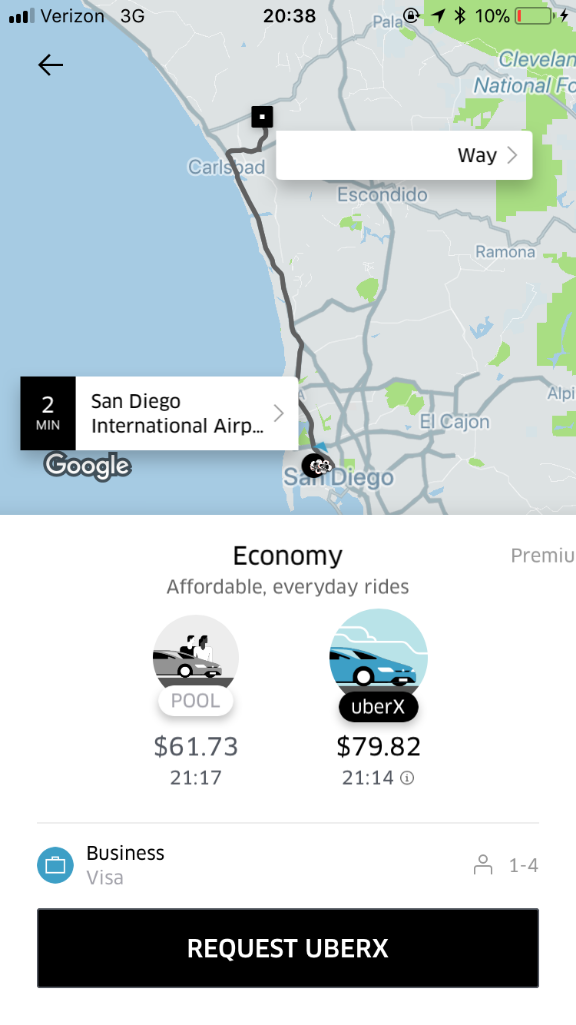 Verizon 3G 20:38 10%
Pala
Clevelan
National Fo
Carlsbad
Way
Escondido
Ramona
2
MIN
San Diego
International Airp...
Alpi
El Cajon
Google
San Diego
Economy
Premiu
Affordable, everyday rides
POOL
uberX
$61.73
$79.82
21:17
21:14
Business
Visa
1-4
REQUEST UBERX